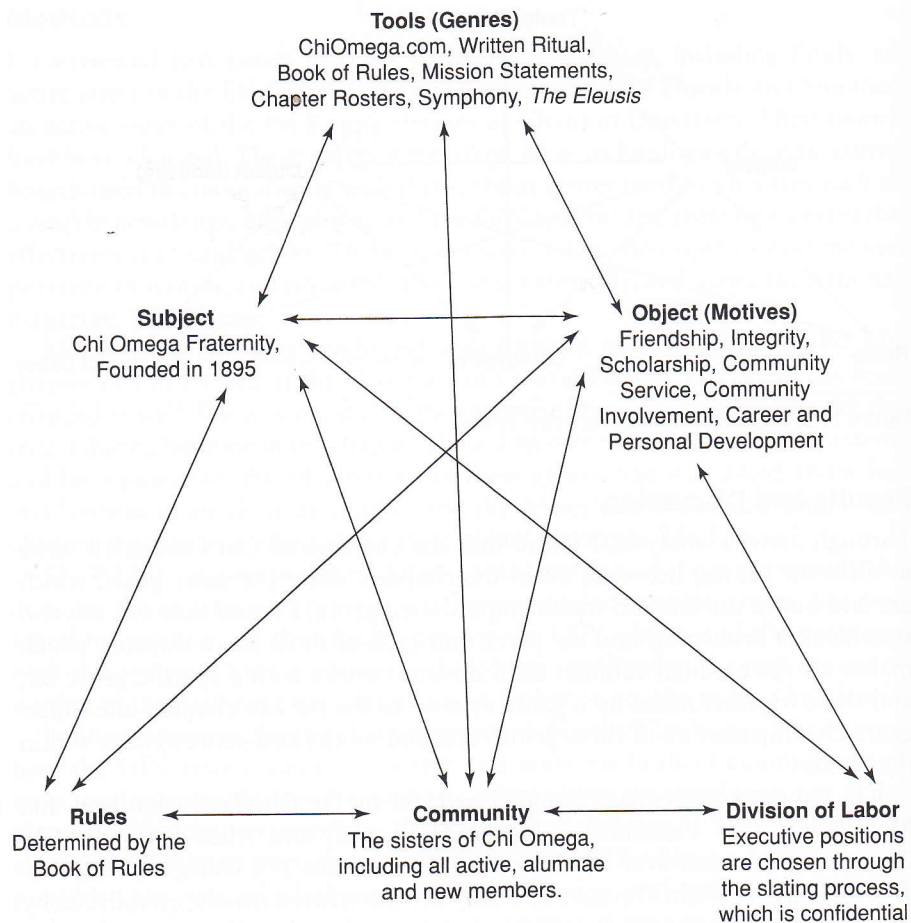 Tools (Genres)
ChiOmega.com, Written Ritual,
Book of Rules, Mission Statements,
Chapter Rosters, Symphony, The Eleusis
Subject
Chi Omega Fraternity,
Founded in 1895
Object (Motives)
Friendship, Integrity,
Scholarship, Community
Service, Community
Involvement, Career and
Personal Development
Rules
Determined by the
Book of Rules
Community
The sisters of Chi Omega,
including all active, alumnae
and new members.
Division of Labor
Executive positions
are chosen through
the slating process,
which is confidential